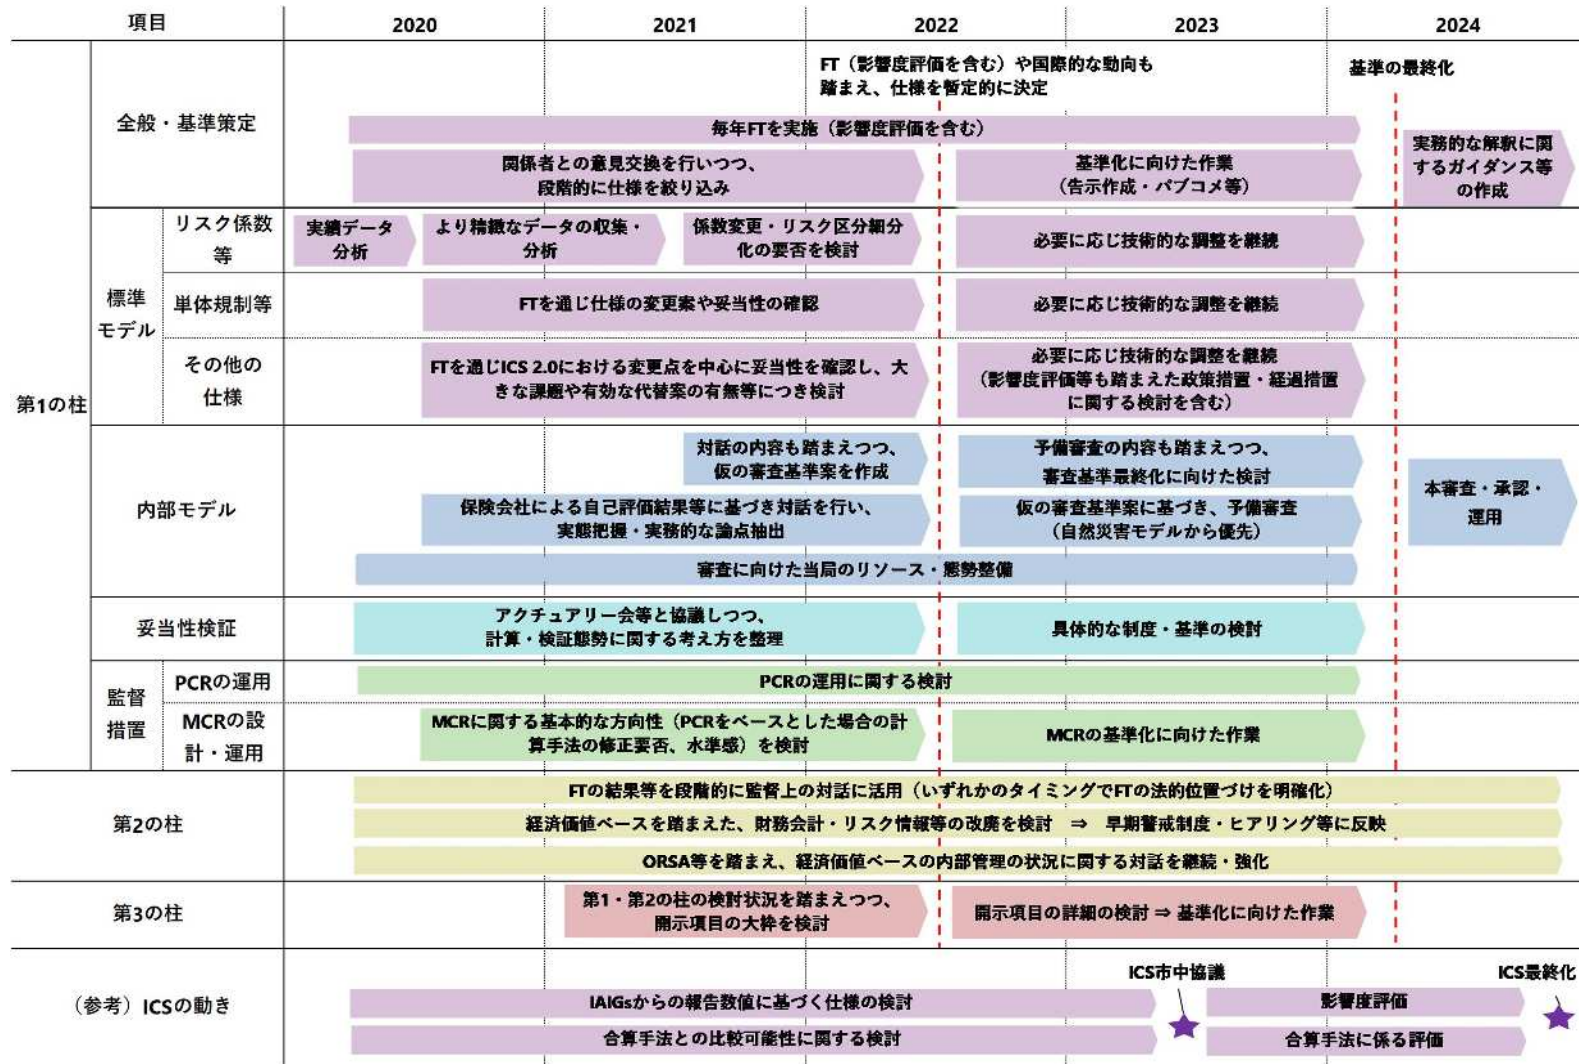 項目
2020
2021
2022
2023
2024
FT（影響度評価を含む）や国際的な動向も
踏まえ、仕様を暫定的に決定
基準の最終化
第1の柱
全般・基準策定
毎年FTを実施（影響度評価を含む）
関係者との意見交換を行いつつ、
段階的に仕様を絞り込み
基準化に向けた作業
（告示作成・パブコメ等）
実務的な解釈に関
するガイダンス等
の作成
標準
モデル
リスク係数
等
実績データ
分析
より精緻なデータの収集・
分析
係数変更・リスク区分細分
化の要否を検討
必要に応じ技術的な調整を継続
単体規制等
FTを通じ仕様の変更案や妥当性の確認
必要に応じ技術的な調整を継続
その他の
仕様
FTを通じICS 2.0における変更点を中心に妥当性を確認し、大
きな課題や有効な代替案の有無等につき検討
必要に応じ技術的な調整を継続
（影響度評価等も踏まえた政策措置・経過措置
に関する検討を含む）
内部モデル
対話の内容も踏まえつつ、
仮の審査基準案を作成
予備審査の内容も踏まえつつ、
審査基準最終化に向けた検討
保険会社による自己評価結果等に基づき対話を行い、
実態把握・実務的な論点抽出
仮の審査基準案に基づき、予備審査
（自然災害モデルから優先）
本審査・承認・
運用
審査に向けた当局のリソース・態勢整備
妥当性検証
アクチュアリー会等と協議しつつ、
計算・検証態勢に関する考え方を整理
具体的な制度・基準の検討
監督
措置
PCRの運用
PCRの運用に関する検討
MCRの設
計・運用
MCRに関する基本的な方向性（PCRをベースとした場合の計
算手法の修正要否、水準感）を検討
MCRの基準化に向けた作業
第2の柱
FTの結果等を段階的に監督上の対話に活用（いずれかのタイミングでFTの法的位置づけを明確化）
経済価値ベースを踏まえた、財務会計・リスク情報等の改廃を検討 ⇒ 早期警戒制度・ヒアリング等に反映
ORSA等を踏まえ、経済価値ベースの内部管理の状況に関する対話を継続・強化
第3の柱
第1・第2の柱の検討状況を踏まえつつ、
開示項目の大枠を検討
開示項目の詳細の検討 ⇒ 基準化に向けた作業
（参考）ICSの動き
ICS市中協議
ICS最終化
IAIGsからの報告数値に基づく仕様の検討
影響度評価
合算手法との比較可能性に関する検討
合算手法に係る評価